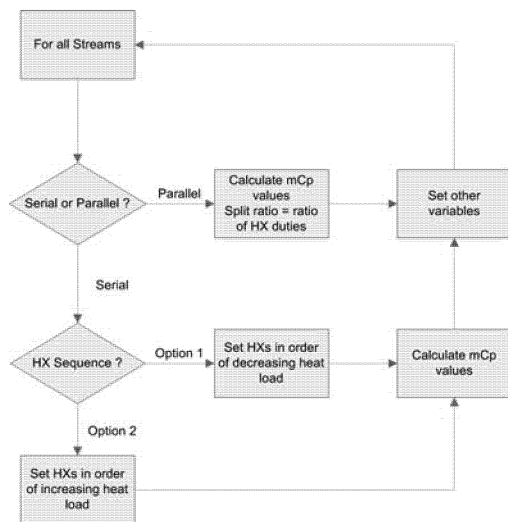 For all Streams
Serial or Parallel ?
Parallel
Calculate mCp
values
Split ratio = ratio
of HX duties
Set other
variables
Serial
HX Sequence ?
Option 1
Set HXs in order
of decreasing heat
load
Calculate mCp
values
Option 2
Set HXs in order
of increasing heat
load